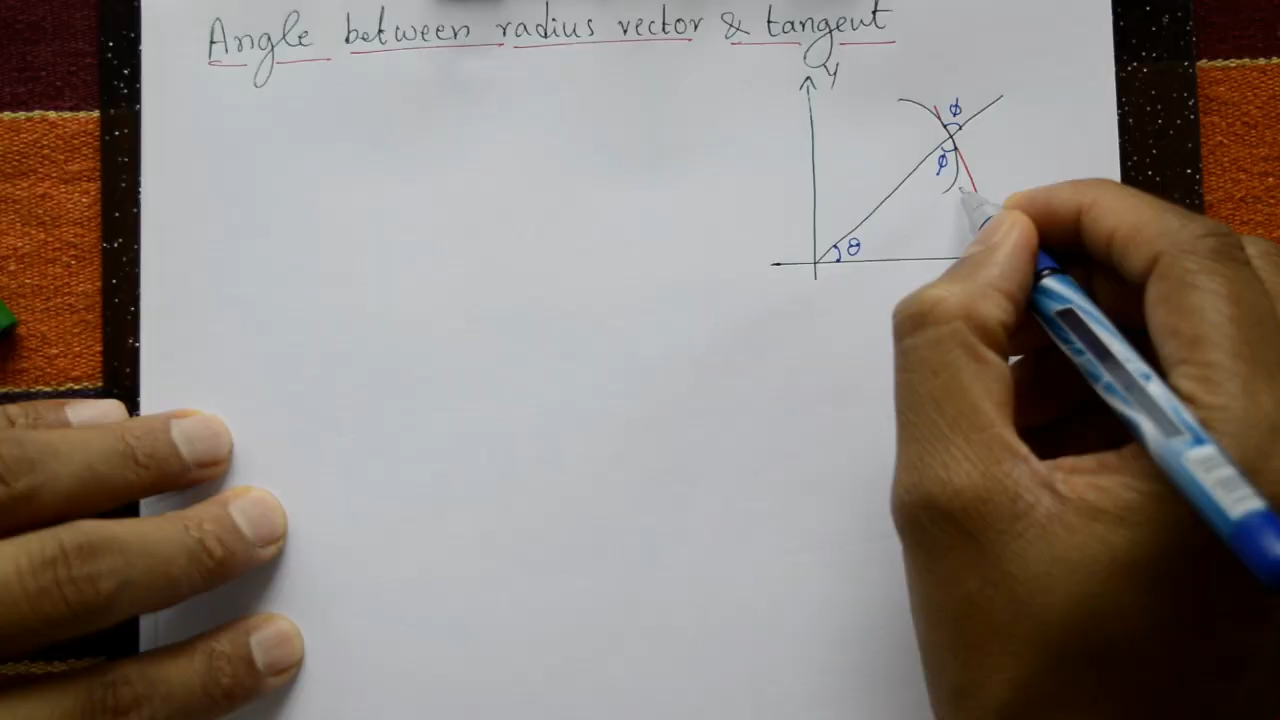 Angle between radius vector & tangent
Y
ϕ
ϕ
θ